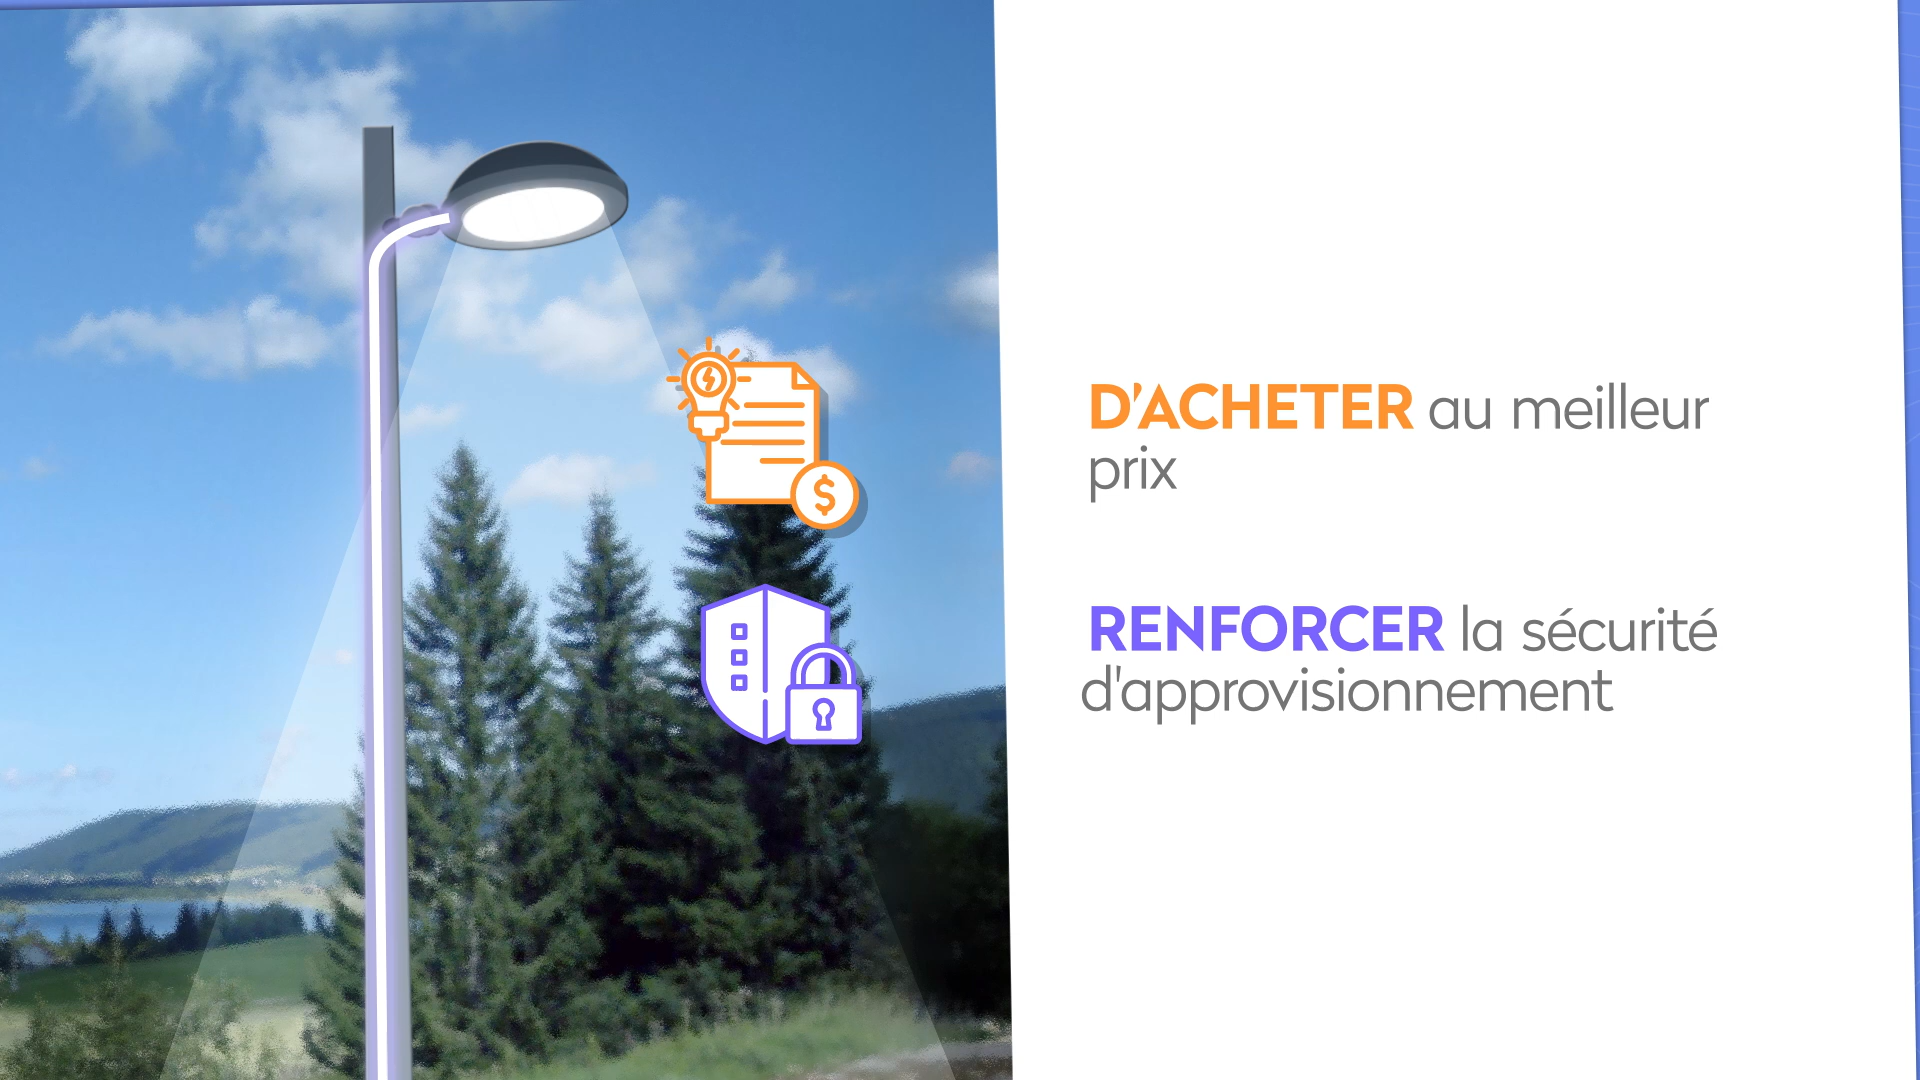 D’ACHETER au meilleur
prix
RENFORCER la sécurité
d'approvisionnement
$